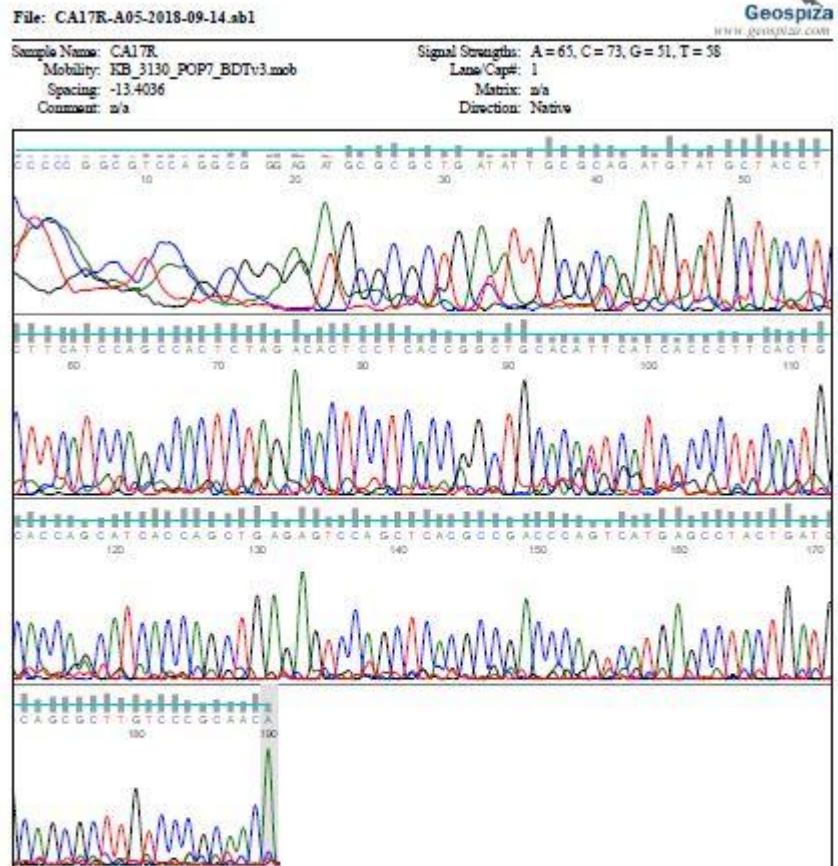 File: CA17R-A05-2018-09-14.ab1
Geospiza
www.geospiza.com
Sample Name: CA17R
Mobility: KB_3130_POP7_BDTv3.mob
Spacing: -13.4036
Comment: n/a
Signal Strengths: A = 65, C = 73, G = 51, T = 58
Lane/Cap#: 1
Matrix: n/a
Direction: Native
G C G C G C T G A T A T T G C G C A G A T G T A T G C T A C C T
10 20 30 40 50
C T T C A T C C A G C C A C T C T A G A C A C T C C T C A C C G G C T G C A C A T T C A T C A C C C T T C A C T G
60 70 80 90 100 110
C A C C A G C A T C A C C A G C T G A G A G T C C A G C T C A C G C C G A C C C A G T C A T G A G C C T A C T G A T C
120 130 140 150 160 170
C A G C G C T T G T C C C G C A A C A
180 190